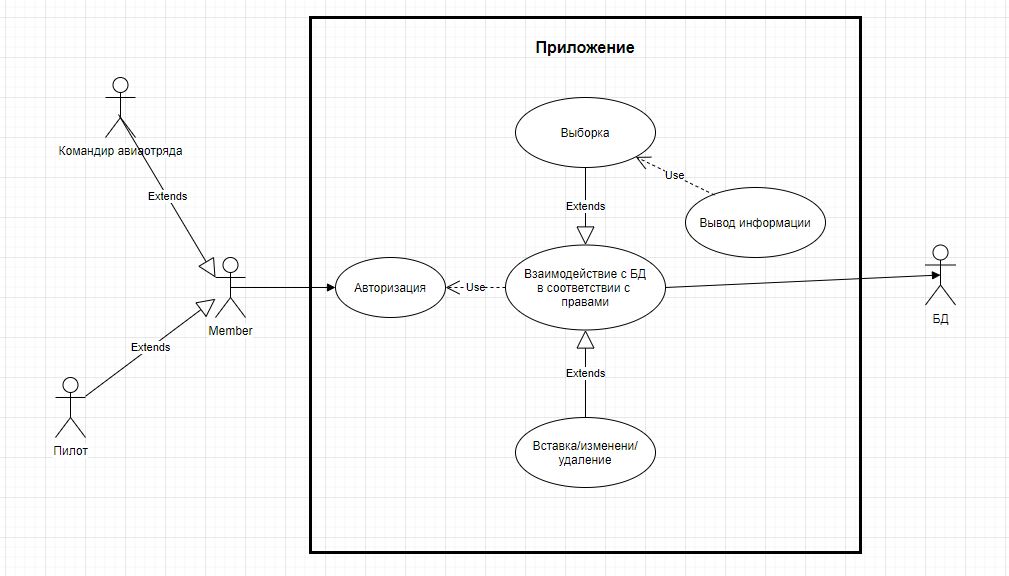 Приложение
Командир авиаотряда
Extends
Member
Extends
Пилот
Авторизация
Use
Выборка
Use
Вывод информации
Extends
Взаимодействие с БД
в соответствии с
правами
Extends
Вставка/изменени/
удаление
БД